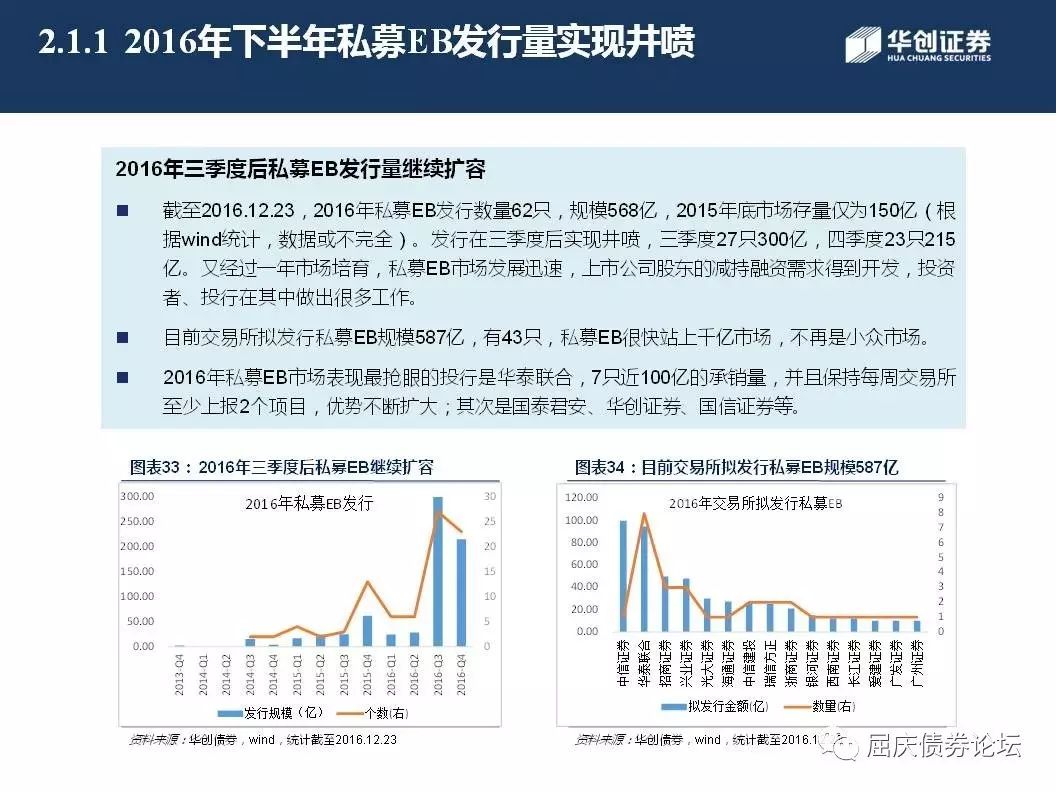 2.1.1 2016年下半年私募EB发行量实现井喷
华创证券
HUA CHUANG SECURITIES
2016年三季度后私募EB发行量继续扩容
截至2016.12.23，2016年私募EB发行数量62只，规模568亿，2015年底市场存量仅为150亿（根
据wind统计，数据或不完全）。发行在三季度后实现井喷，三季度27只300亿，四季度23只215
亿。又经过一年市场培育，私募EB市场发展迅速，上市公司股东的减持融资需求得到开发，投资
者、投行在其中做出很多工作。
目前交易所拟发行私募EB规模587亿，有43只，私募EB很快站上千亿市场，不再是小众市场。
2016年私募EB市场表现最抢眼的投行是华泰联合，7只近100亿的承销量，并且保持每周交易所
至少上报2个项目，优势不断扩大；其次是国泰君安、华创证券、国信证券等。
图表33：2016年三季度后私募EB继续扩容
2016年私募EB发行
300.00
250.00
200.00
150.00
100.00
50.00
0.00
30
25
20
15
10
5
0
2013-Q4
2014-Q1
2014-Q2
2014-Q3
2014-Q4
2015-Q1
2015-Q2
2015-Q3
2015-Q4
2016-Q1
2016-Q2
2016-Q3
2016-Q4
发行规模（亿）
个数(右)
资料来源：华创债券，wind，统计截至2016.12.23
图表34：目前交易所拟发行私募EB规模587亿
2016年交易所拟发行私募EB
120.00
100.00
80.00
60.00
40.00
20.00
0.00
9
8
7
6
5
4
3
2
1
0
中信证券
华泰联合
招商证券
兴业证券
光大证券
海通证券
中信建投
瑞信方正
浙商证券
银河证券
西南证券
长江证券
爱建证券
广发证券
广州证券
拟发行金额(亿)
数量(右)
资料来源：华创债券，wind，统计截至2016.1
屈庆债券论坛